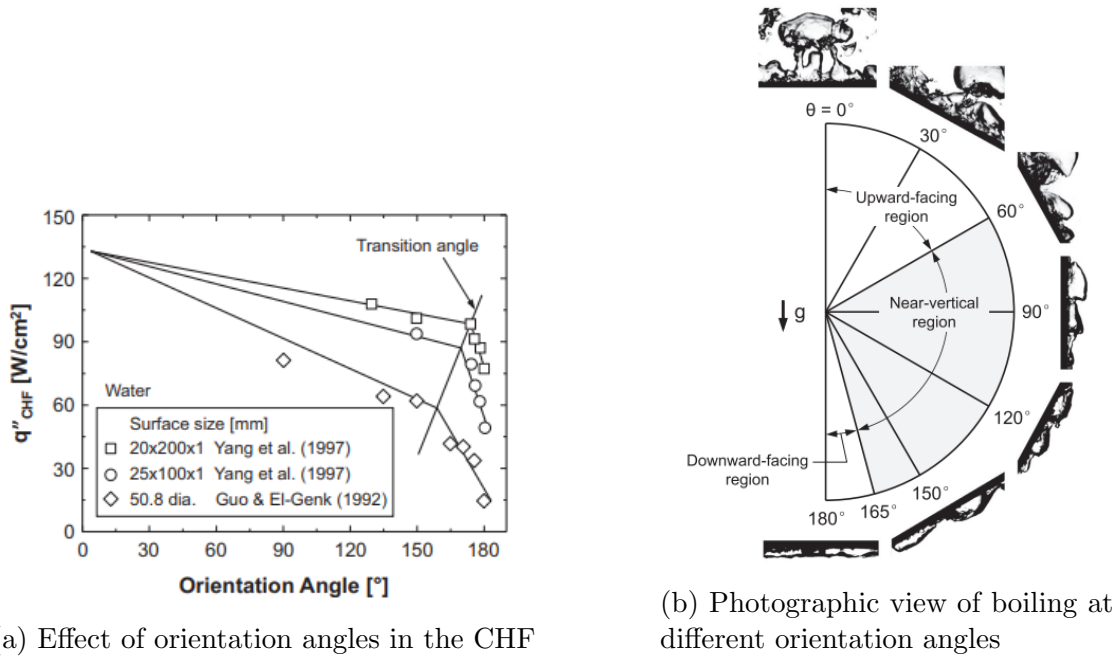 150
120
90
60
30
0
q″CHF [W/cm²]
Transition angle
Water
Surface size [mm]
20x200x1 Yang et al. (1997)
25x100x1 Yang et al. (1997)
50.8 dia. Guo & El-Genk (1992)
0 30 60 90 120 150 180
Orientation Angle [°]
a) Effect of orientation angles in the CHF
θ = 0°
30°
Upward-facing
region
60°
g
Near-vertical
region
90°
120°
Downward-facing
region
150°
165°
180°
(b) Photographic view of boiling at
different orientation angles